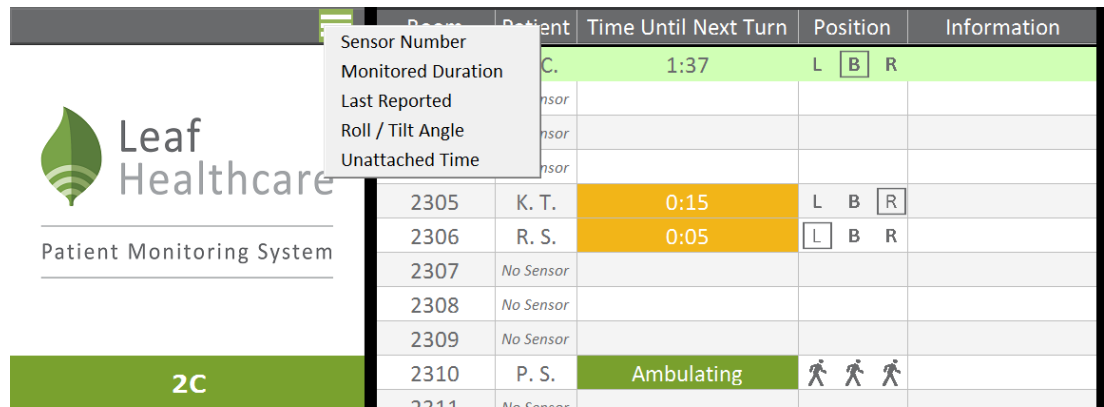 Sensor Number
Monitored Duration
Last Reported
Roll / Tilt Angle
Unattached Time
Leaf
Healthcare
Patient Monitoring System
2C
Time Until Next Turn Position Information
C. 1:37 L B R
2305 K. T. 0:15 L B R
2306 R. S. 0:05 L B R
2307 No Sensor
2308 No Sensor
2309 No Sensor
2310 P. S. Ambulating